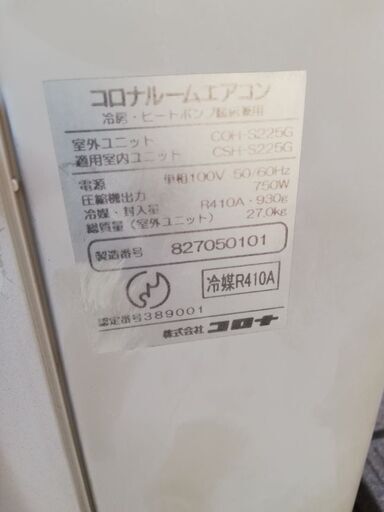 コロナルームエアコン
冷房・ヒートポンプ暖房兼用
室外ユニット COH-S225G
適用室内ユニット CSH-S225G
電源 単相100V 50/60Hz
圧縮機出力 750W
冷媒・封入量 R410A・930g
総質量(室外ユニット) 27.0kg
製造番号 827050101
冷媒R410A
認定番号389001
株式会社 コロナ